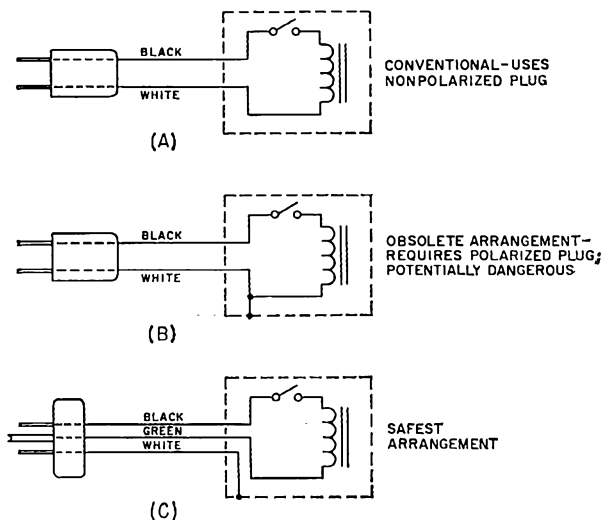 BLACK
WHITE
CONVENTIONAL-USES
NONPOLARIZED PLUG
(A)
BLACK
WHITE
OBSOLETE ARRANGEMENT-
REQUIRES POLARIZED PLUG;
POTENTIALLY DANGEROUS
(B)
BLACK
GREEN
WHITE
SAFEST
ARRANGEMENT
(C)